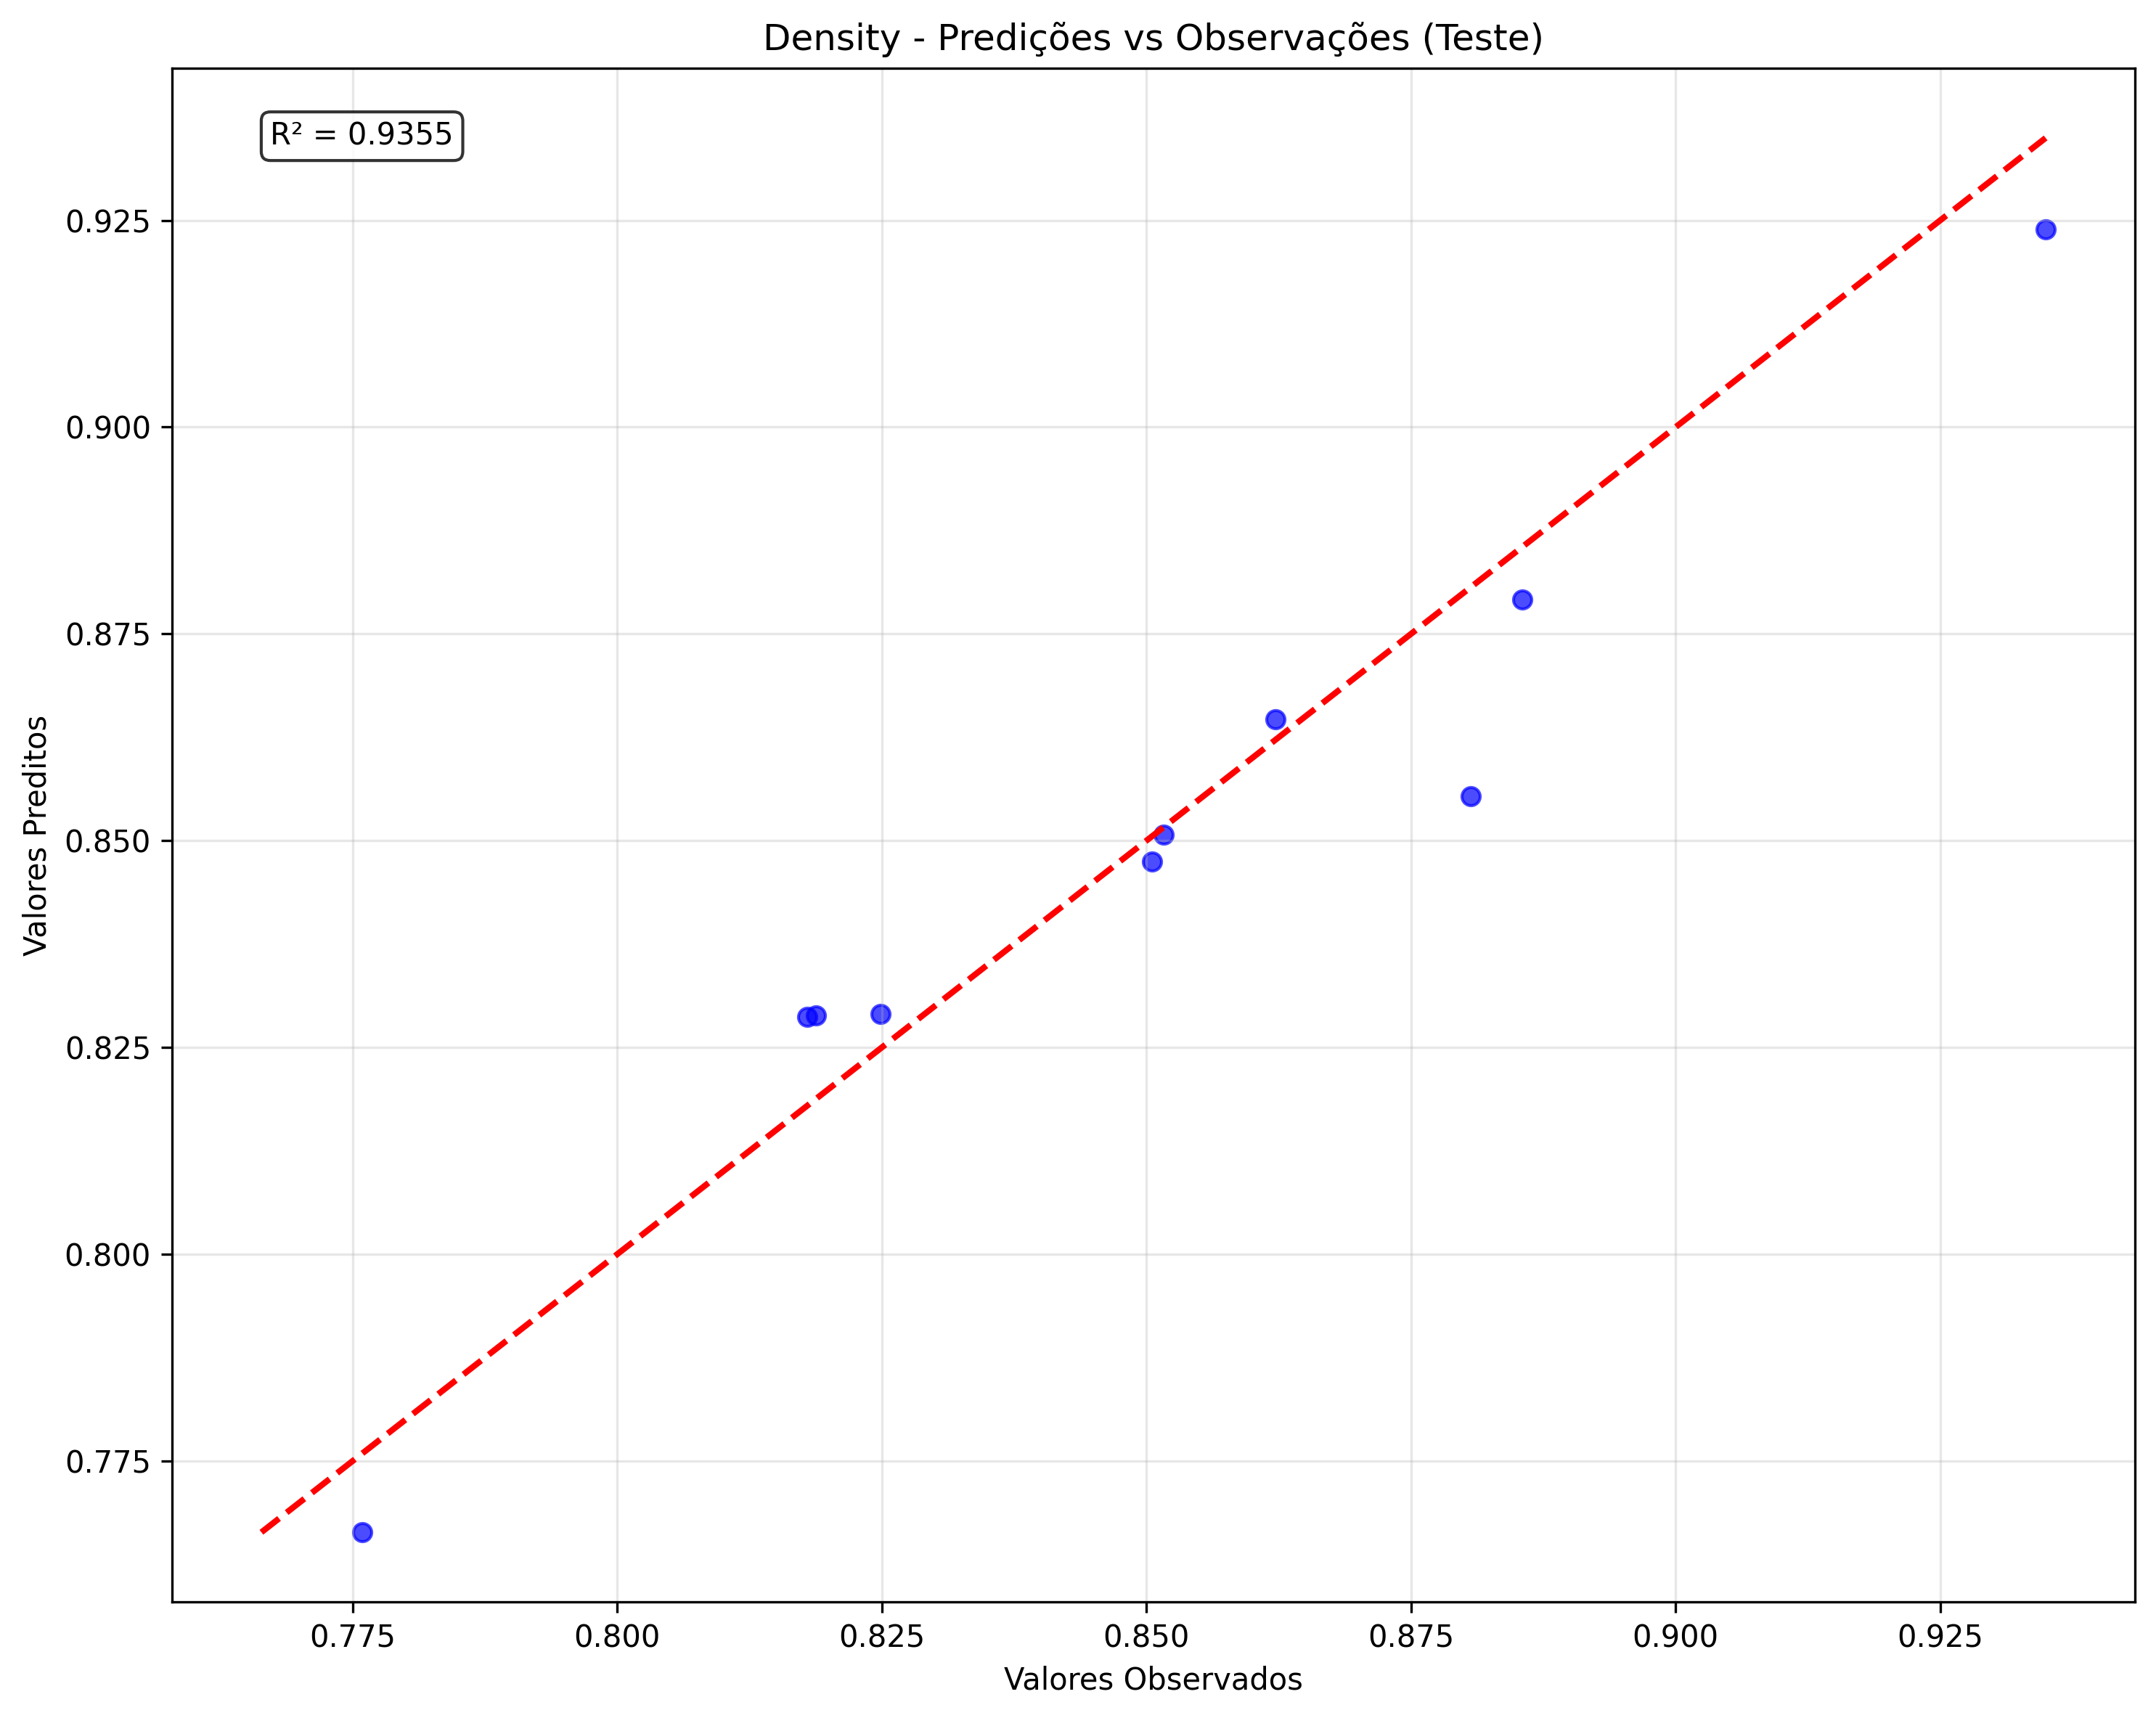 Density - Predições vs Observações (Teste)
R² = 0.9355
0.925
0.900
0.875
0.850
0.825
0.800
0.775
Valores Preditos
0.775 0.800 0.825 0.850 0.875 0.900 0.925
Valores Observados